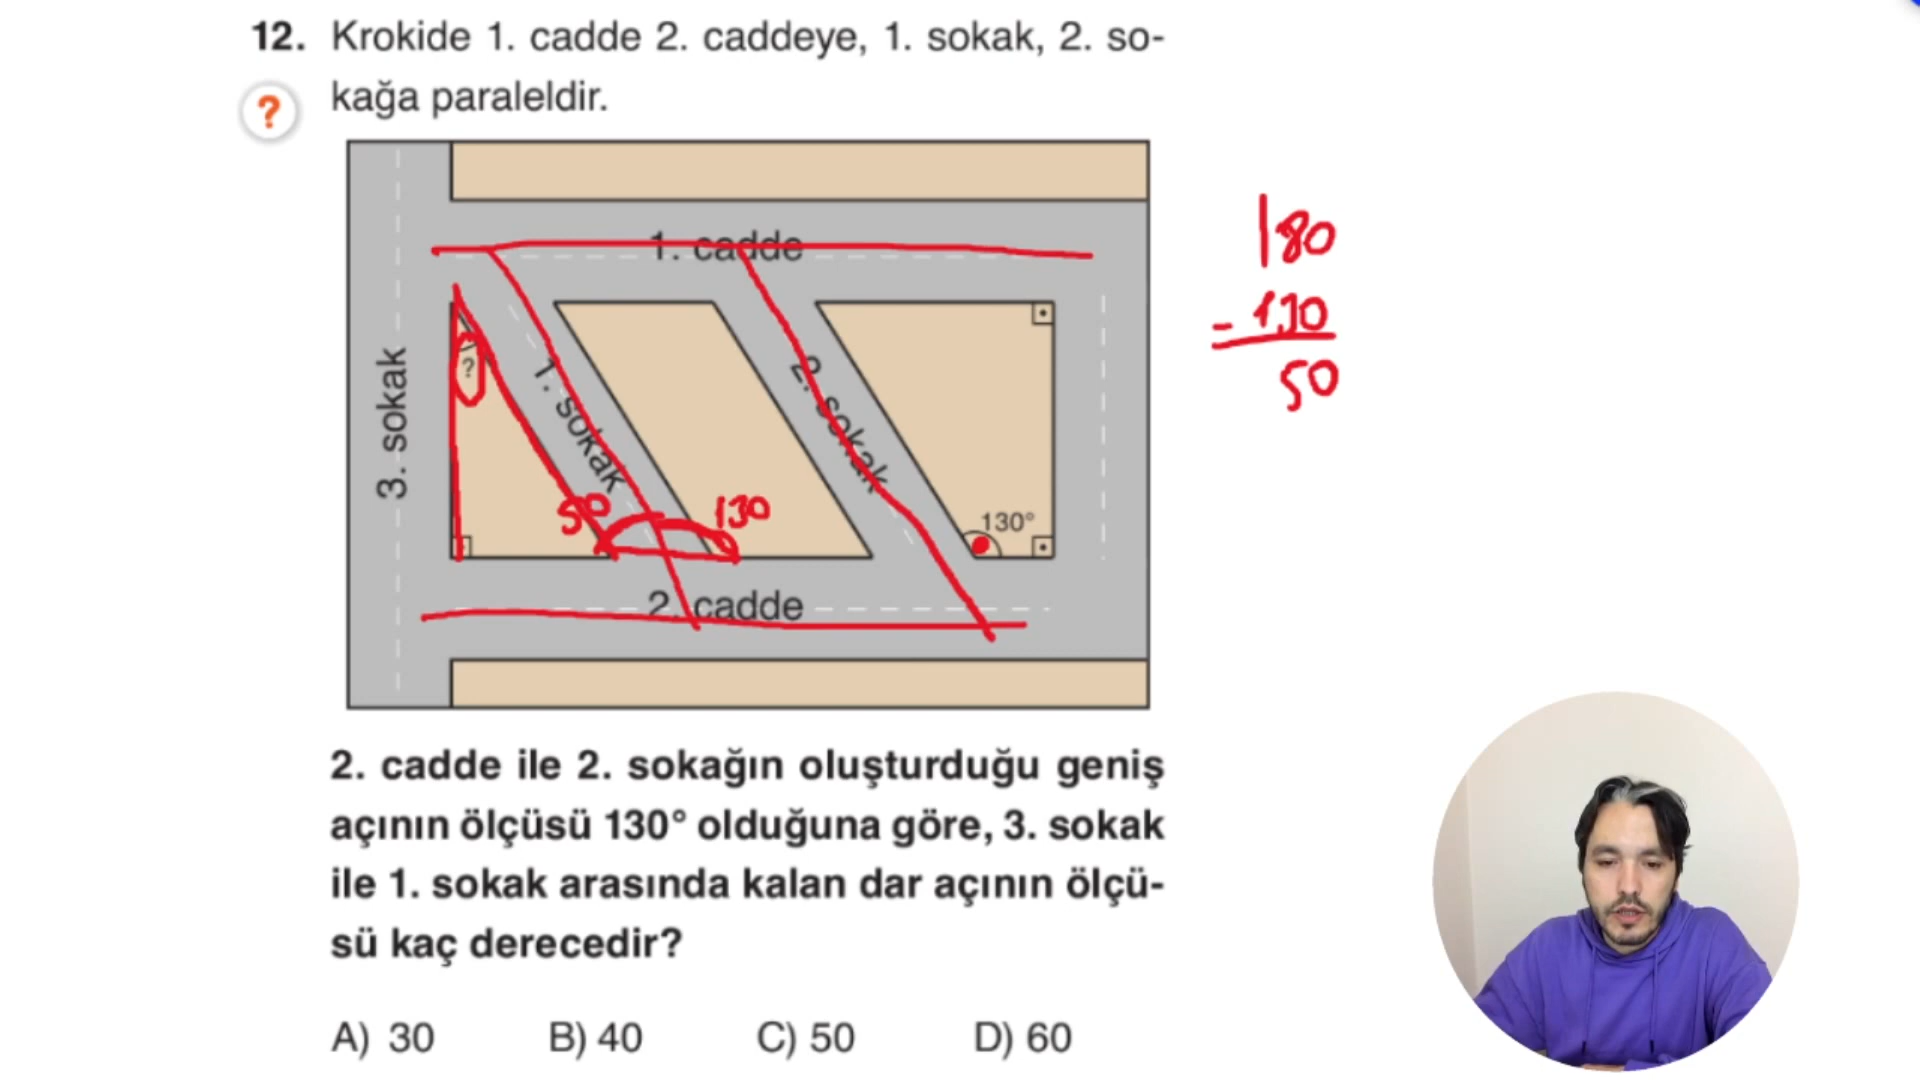 12. Krokide 1. cadde 2. caddeye, 1. sokak, 2. so-
? kağa paraleldir.
1. cadde
3. sokak
?
1. sokak
2. sokak
50
130
130°
2. cadde
180
- 130
50
2. cadde ile 2. sokağın oluşturduğu geniş
açının ölçüsü 130° olduğuna göre, 3. sokak
ile 1. sokak arasında kalan dar açının ölçü-
sü kaç derecedir?
A) 30 B) 40 C) 50 D) 60